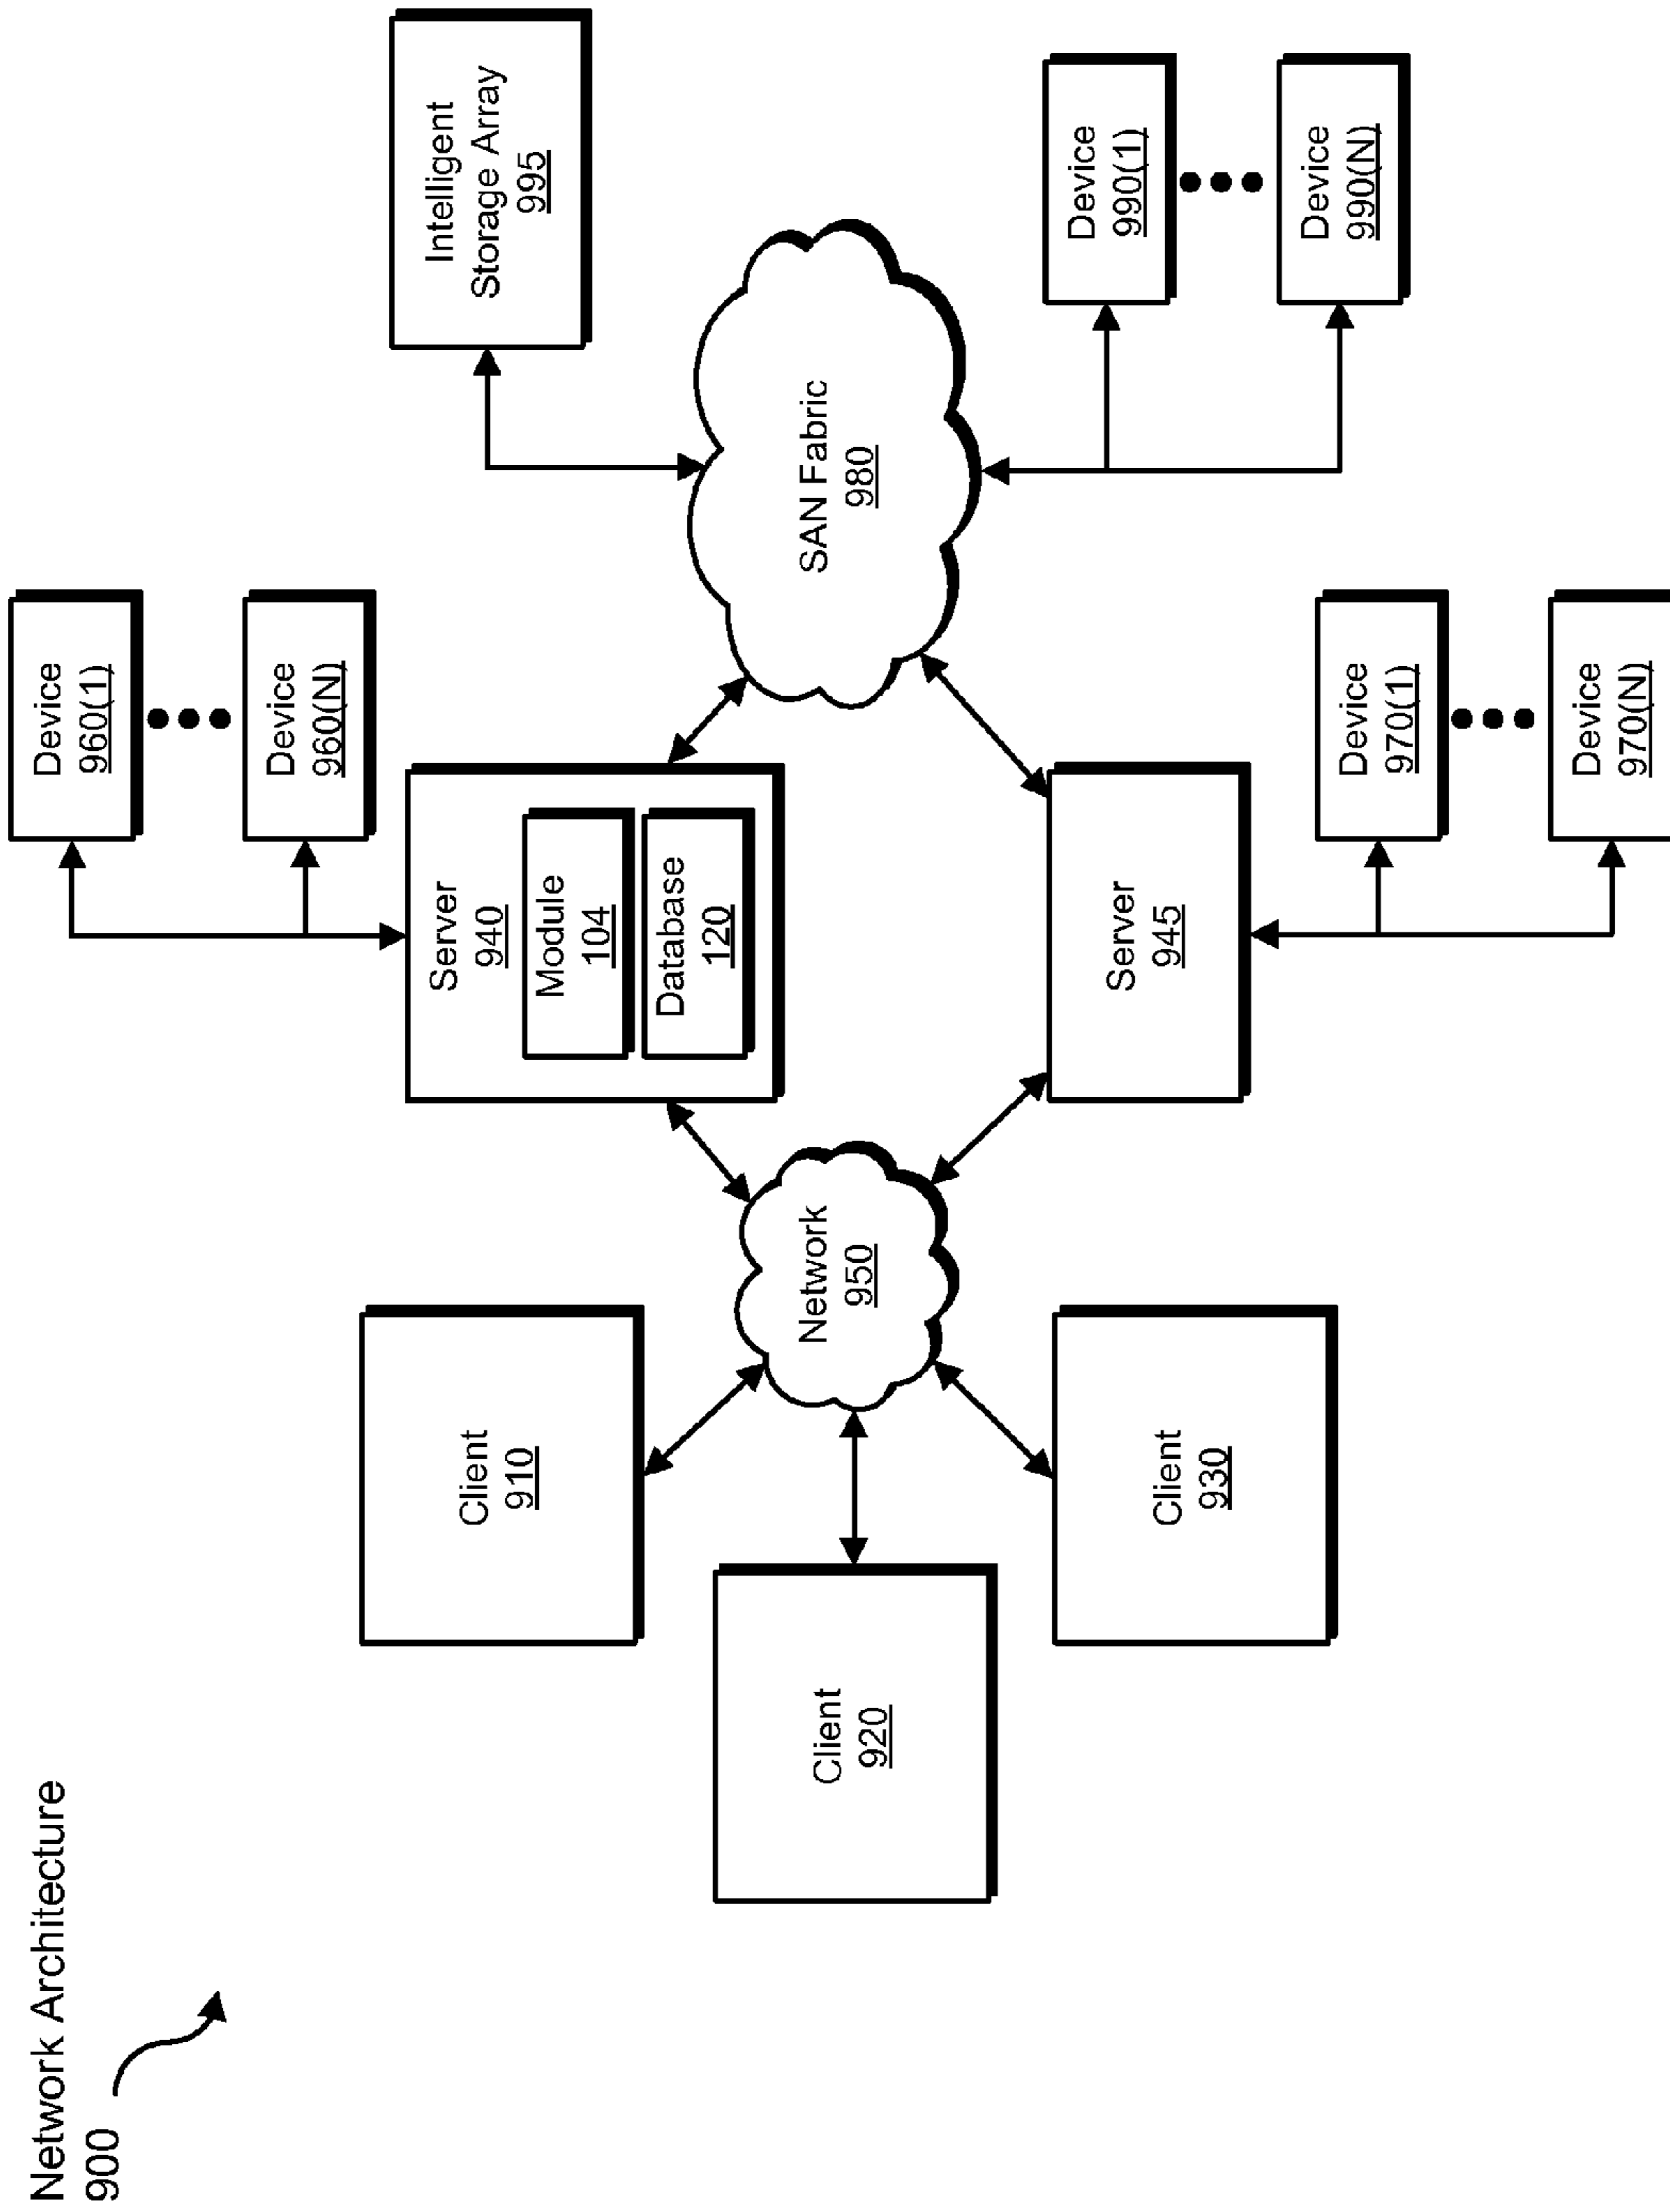 Network Architecture
900
Client
910
Client
920
Client
930
Network
950
Server
940
Module
104
Database
120
Server
945
Device
960(1)
Device
960(N)
Device
970(1)
Device
970(N)
SAN Fabric
980
Intelligent
Storage Array
995
Device
990(1)
Device
990(N)